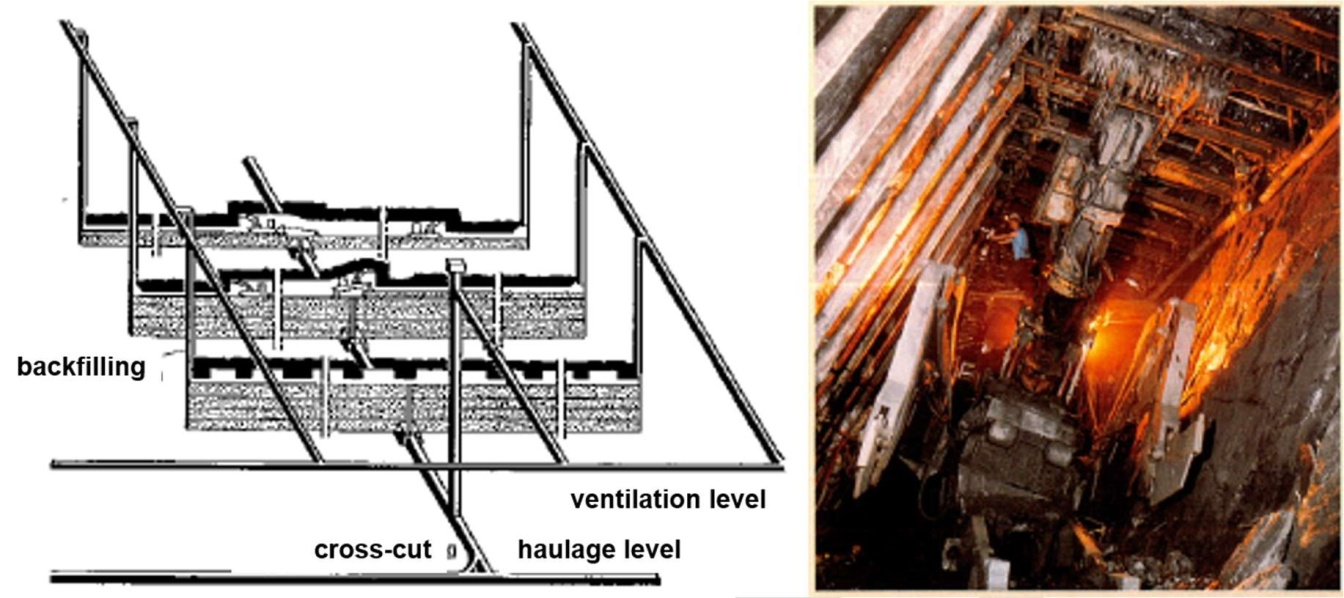 backfilling
ventilation level
cross-cut
haulage level